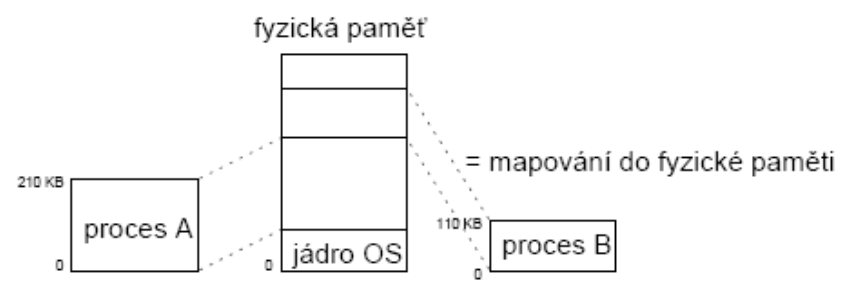 fyzická paměť
= mapování do fyzické paměti
210 KB
proces A
0
jádro OS
0
110 KB
proces B
0